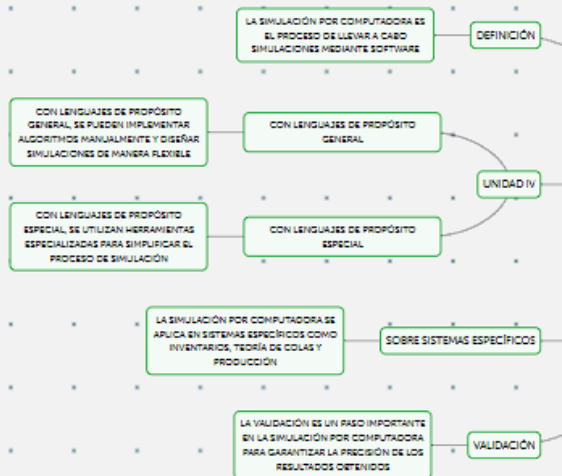 LA SIMULACIÓN POR COMPUTADORA ES
EL PROCESO DE LLEVAR A CABO
SIMULACIONES MEDIANTE SOFTWARE
DEFINICIÓN
CON LENGUAJES DE PROPÓSITO
GENERAL, SE PUEDEN IMPLEMENTAR
ALGORITMOS MANUALMENTE Y DISEÑAR
SIMULACIONES DE MANERA FLEXIBLE
CON LENGUAJES DE PROPÓSITO
GENERAL
UNIDAD IV
CON LENGUAJES DE PROPÓSITO
ESPECIAL, SE UTILIZAN HERRAMIENTAS
ESPECIALIZADAS PARA SIMPLIFICAR EL
PROCESO DE SIMULACIÓN
CON LENGUAJES DE PROPÓSITO
ESPECIAL
LA SIMULACIÓN POR COMPUTADORA SE
APLICA EN SISTEMAS ESPECÍFICOS COMO
INVENTARIOS, TEORÍA DE COLAS Y
PRODUCCIÓN
SOBRE SISTEMAS ESPECÍFICOS
LA VALIDACIÓN ES UN PASO IMPORTANTE
EN LA SIMULACIÓN POR COMPUTADORA
PARA GARANTIZAR LA PRECISIÓN DE LOS
RESULTADOS OBTENIDOS
VALIDACIÓN